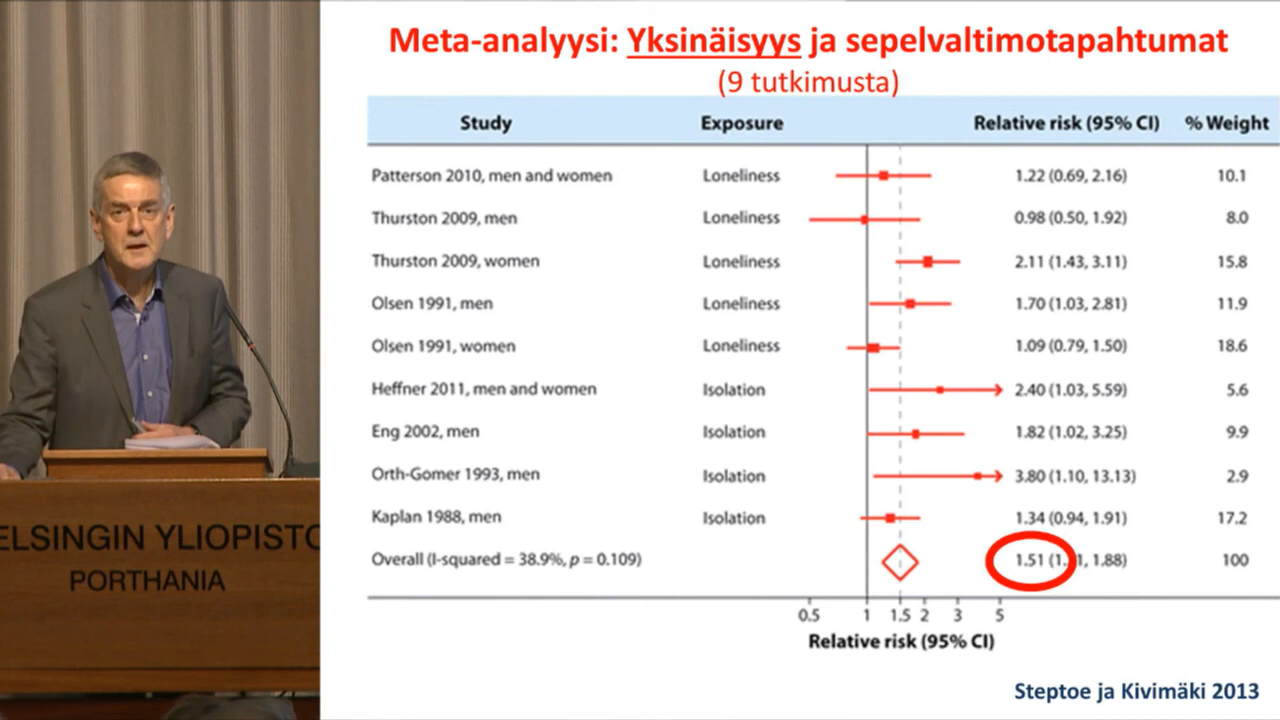 Meta-analyysi: Yksinäisyys ja sepelvaltimotapahtumat
(9 tutkimusta)
Study Exposure Relative risk (95% CI) % Weight
Patterson 2010, men and women Loneliness 1.22 (0.69, 2.16) 10.1
Thurston 2009, men Loneliness 0.98 (0.50, 1.92) 8.0
Thurston 2009, women Loneliness 2.11 (1.43, 3.11) 15.8
Olsen 1991, men Loneliness 1.70 (1.03, 2.81) 11.9
Olsen 1991, women Loneliness 1.09 (0.79, 1.50) 18.6
Heffner 2011, men and women Isolation 2.40 (1.03, 5.59) 5.6
Eng 2002, men Isolation 1.82 (1.02, 3.25) 9.9
Orth-Gomer 1993, men Isolation 3.80 (1.10, 13.13) 2.9
Kaplan 1988, men Isolation 1.34 (0.94, 1.91) 17.2
Overall (I-squared = 38.9%, p = 0.109) 1.51 1.88) 100
0.5 1 1.5 2 3 5
Relative risk (95% CI)
Steptoe ja Kivimäki 2013
ELSINGIN YLIOPISTO
PORTHANIA